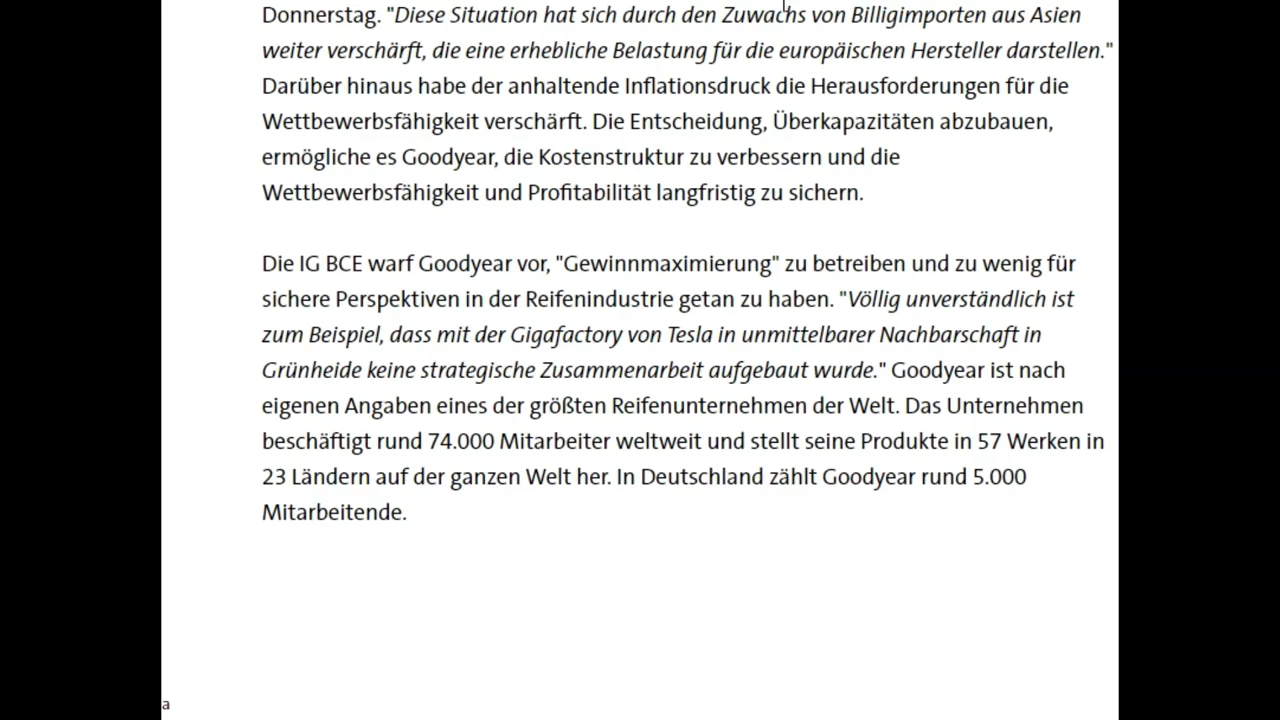 Donnerstag. "Diese Situation hat sich durch den Zuwachs von Billigimporten aus Asien
weiter verschärft, die eine erhebliche Belastung für die europäischen Hersteller darstellen."
Darüber hinaus habe der anhaltende Inflationsdruck die Herausforderungen für die
Wettbewerbsfähigkeit verschärft. Die Entscheidung, Überkapazitäten abzubauen,
ermögliche es Goodyear, die Kostenstruktur zu verbessern und die
Wettbewerbsfähigkeit und Profitabilität langfristig zu sichern.
Die IG BCE warf Goodyear vor, "Gewinnmaximierung" zu betreiben und zu wenig für
sichere Perspektiven in der Reifenindustrie getan zu haben. "Völlig unverständlich ist
zum Beispiel, dass mit der Gigafactory von Tesla in unmittelbarer Nachbarschaft in
Grünheide keine strategische Zusammenarbeit aufgebaut wurde." Goodyear ist nach
eigenen Angaben eines der größten Reifenunternehmen der Welt. Das Unternehmen
beschäftigt rund 74.000 Mitarbeiter weltweit und stellt seine Produkte in 57 Werken in
23 Ländern auf der ganzen Welt her. In Deutschland zählt Goodyear rund 5.000
Mitarbeitende.
a